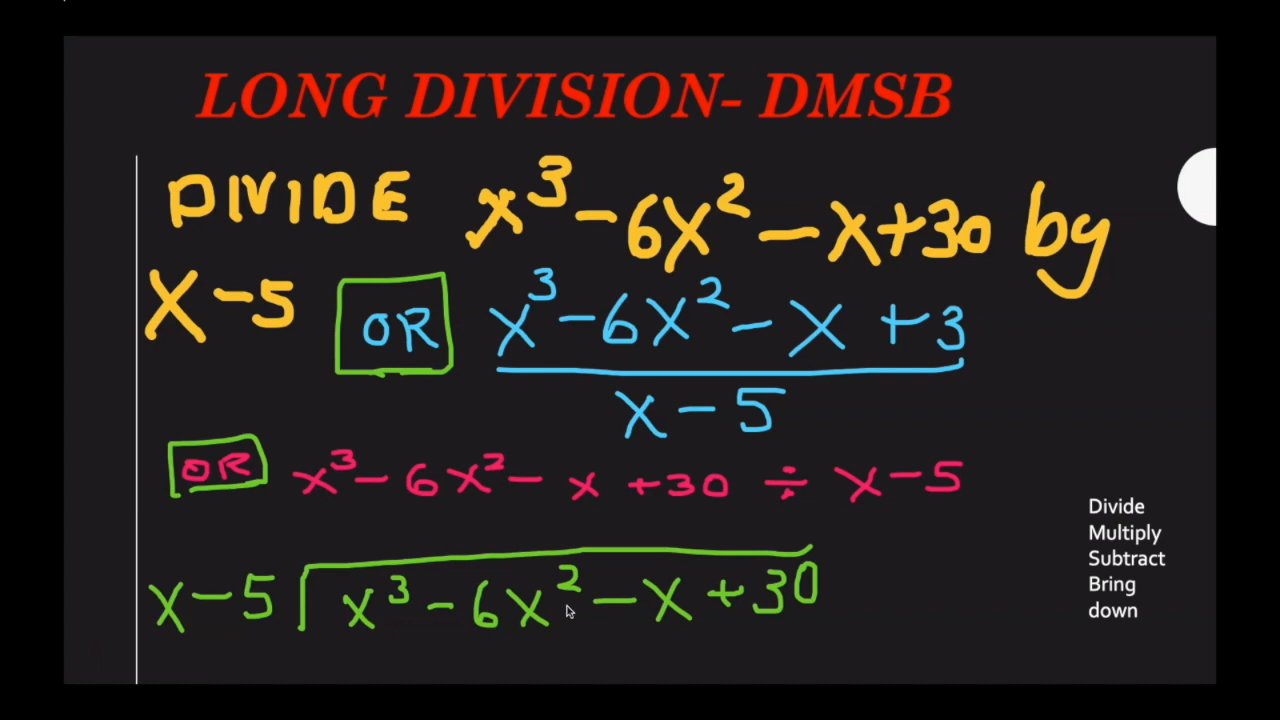 LONG DIVISION- DMSB
DIVIDE x³ - 6x² - x + 30 by
x - 5 OR x³ - 6x² - x + 3
x - 5
OR x³ - 6x² - x + 30 ÷ x - 5
x - 5 x³ - 6x² - x + 30
Divide
Multiply
Subtract
Bring
down